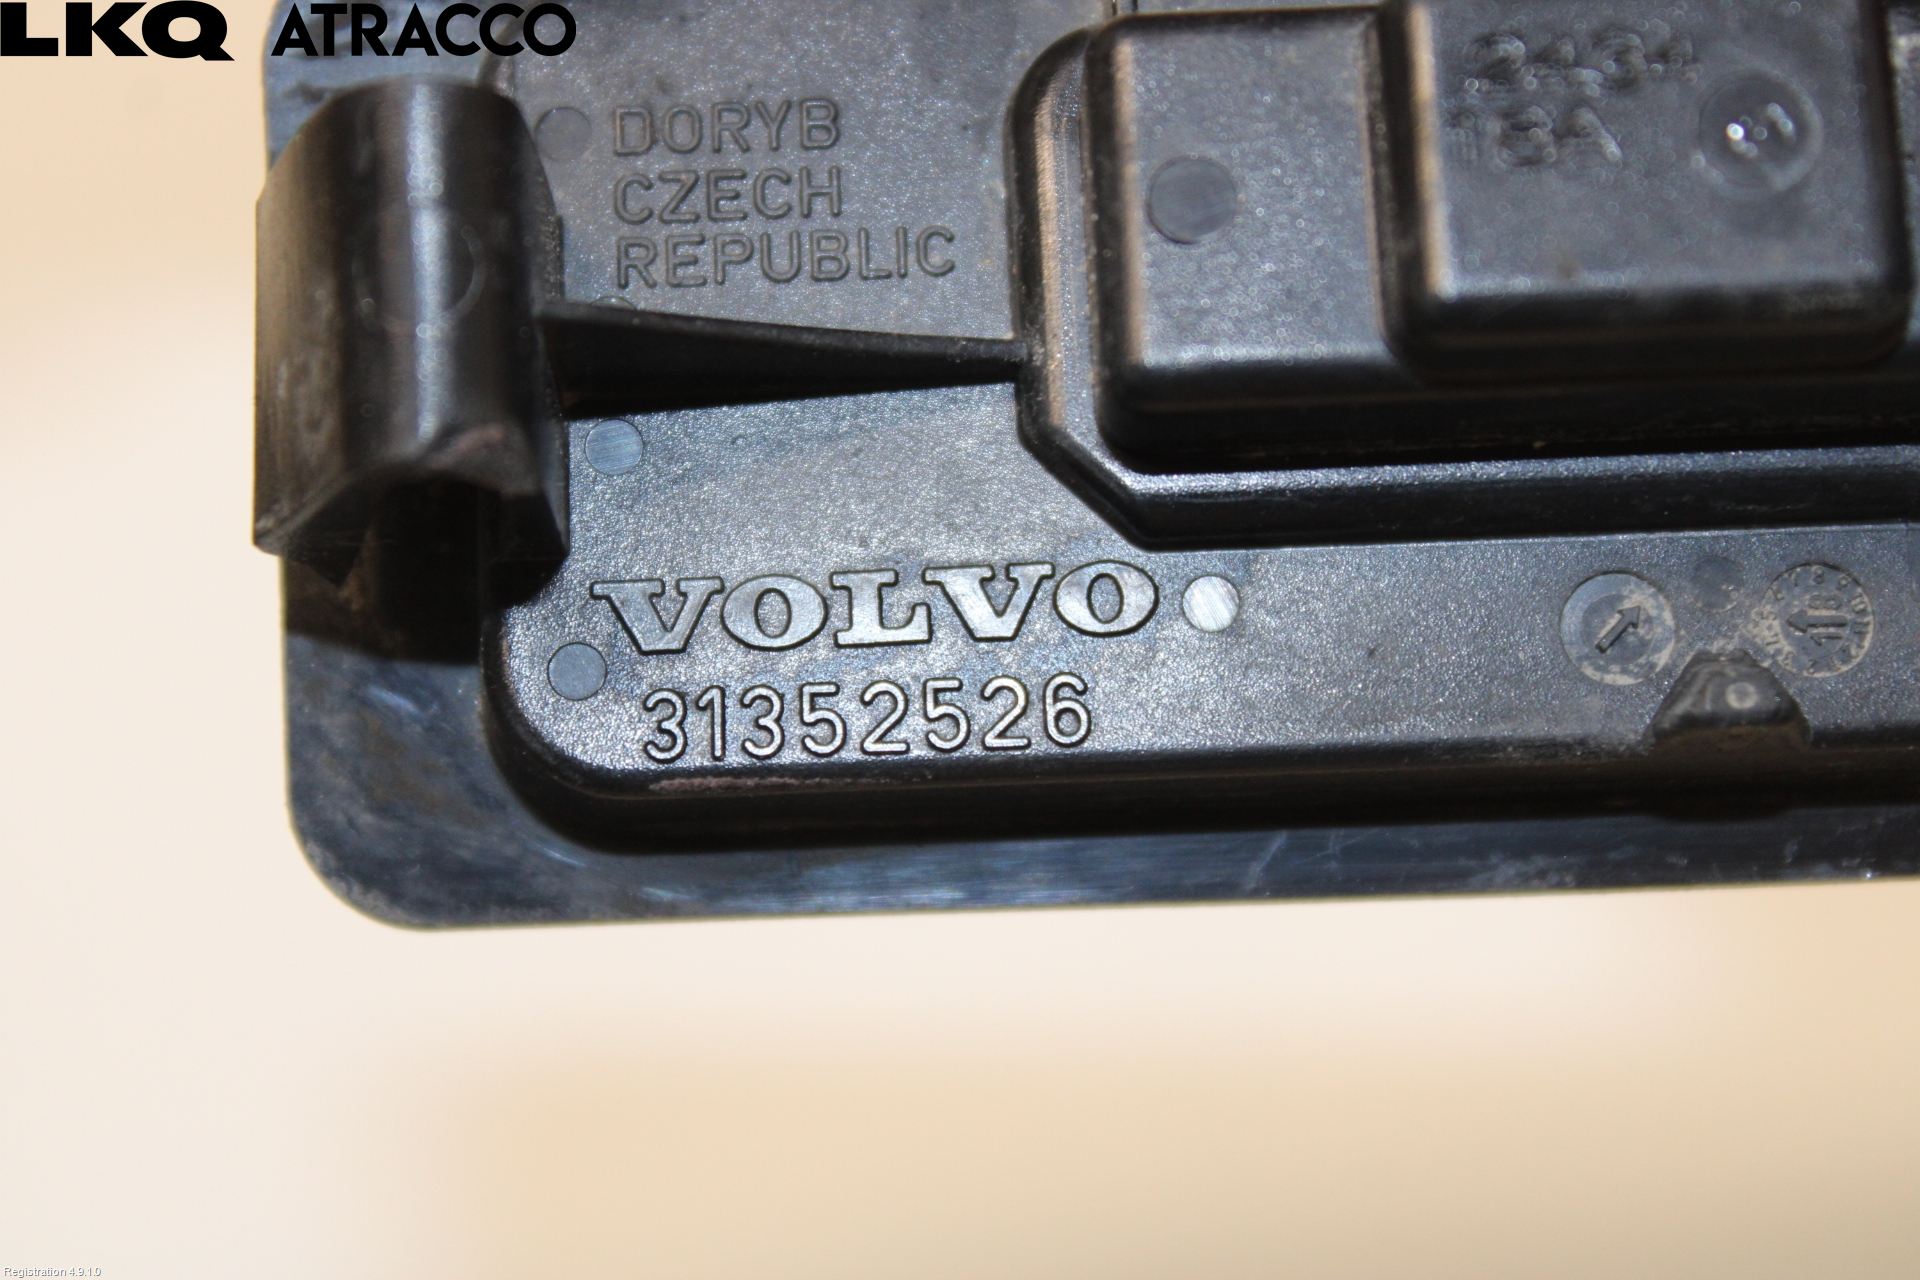 LKQ ATRACCO
DORYB
CZECH
REPUBLIC
VOLVO
31352526
Registration 4.9.1.0